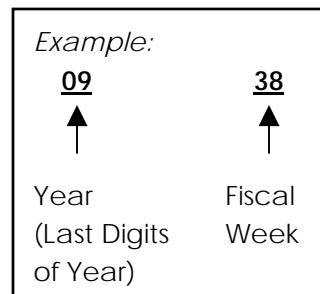 Example:
09 38
Year Fiscal
(Last Digits Week
of Year)